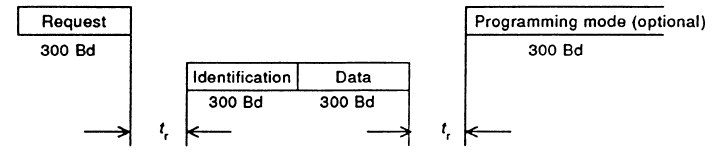 Request
Programming mode (optional)
300 Bd
300 Bd
Identification
Data
300 Bd
300 Bd
tr
tr